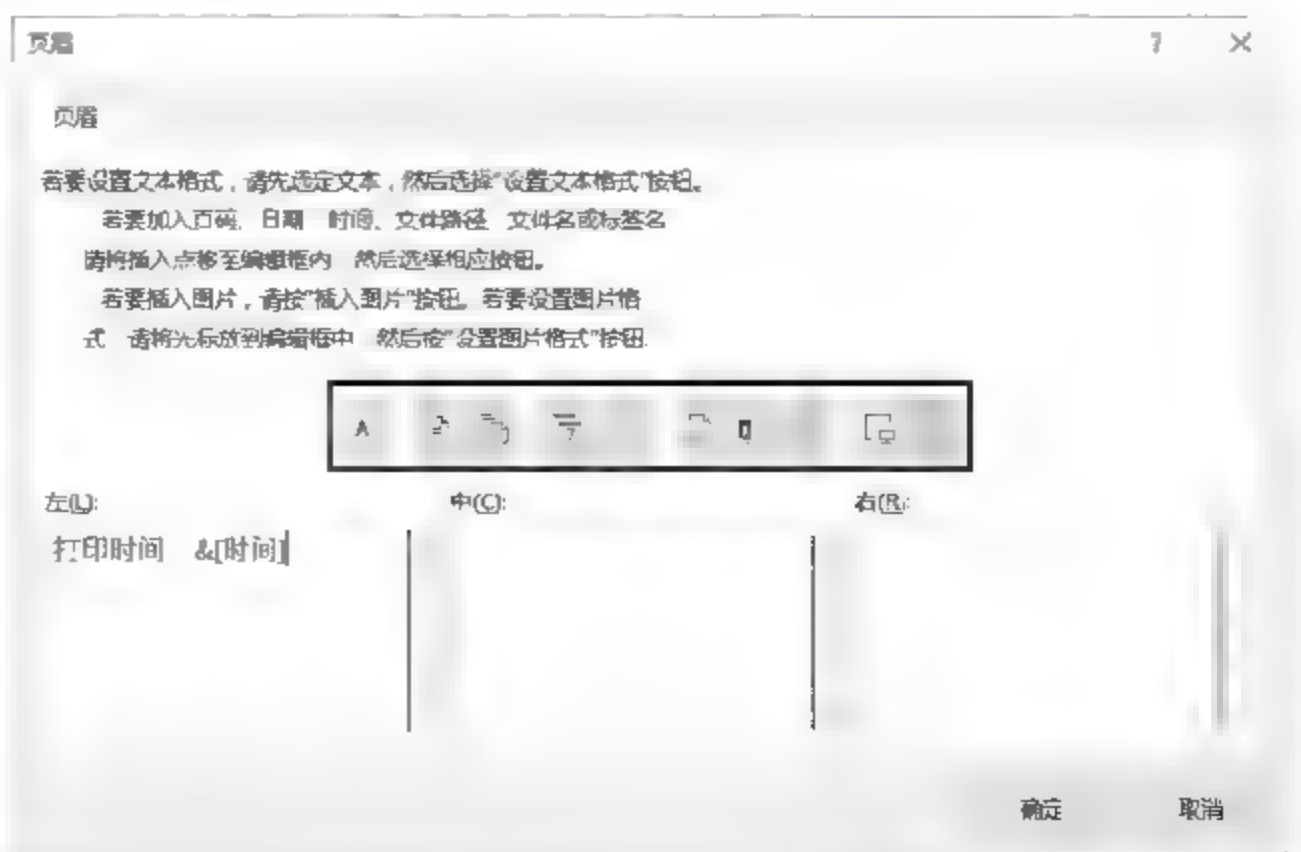 页眉
页眉
若要设置文本格式，请先选定文本，然后选择"设置文本格式"按钮。
若要加入页码、日期 时间、文件路径 文件名或标签名
请将插入点移至编辑框内 然后选择相应按钮。
若要插入图片，请按"插入图片"按钮。若要设置图片格
式 请将光标放到编辑框中 然后按"设置图片格式"按钮.
A
左(L):
中(C):
右(R):
打印时间 &[时间]
确定
取消